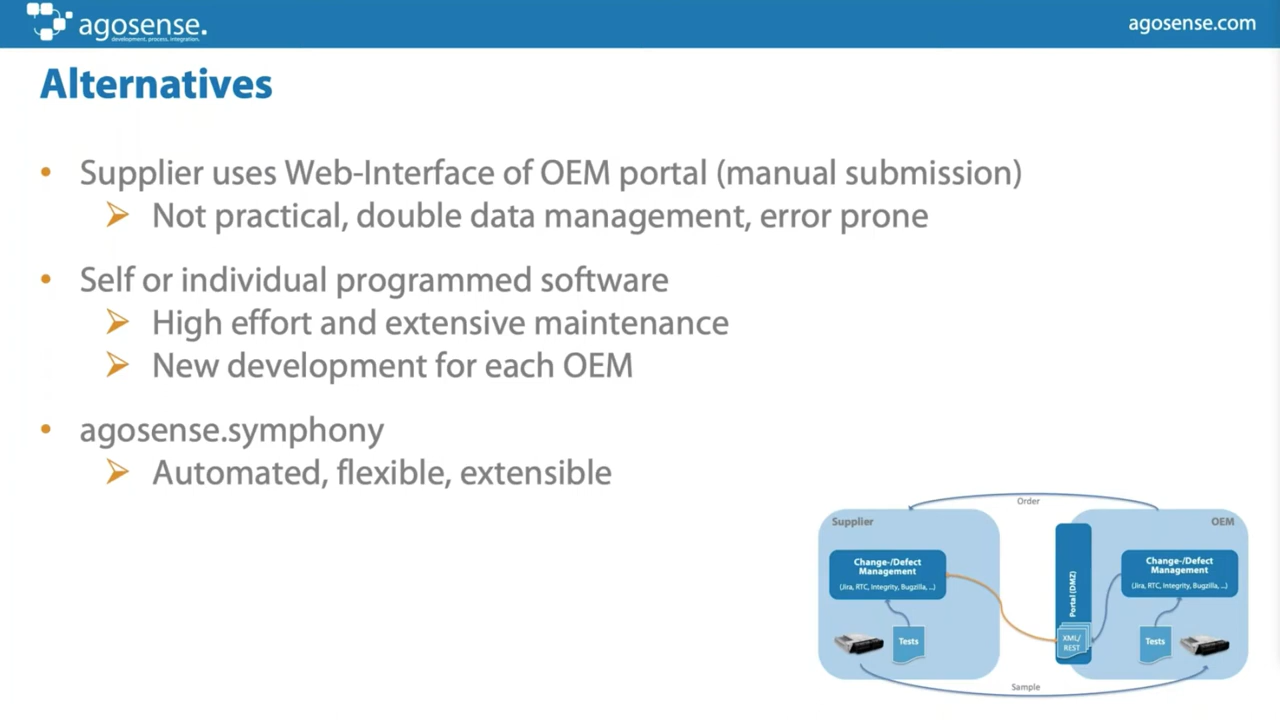 agosense.
development. process. integration.
agosense.com
Alternatives
• Supplier uses Web-Interface of OEM portal (manual submission)
➢ Not practical, double data management, error prone
• Self or individual programmed software
➢ High effort and extensive maintenance
➢ New development for each OEM
• agosense.symphony
➢ Automated, flexible, extensible
Order
Supplier
OEM
Change-/Defect
Management
(Jira, RTC, Integrity, Bugzilla, ...)
Tests
Portal (DMZ)
XML/
REST
Change-/Defect
Management
(Jira, RTC, Integrity, Bugzilla, ...)
Tests
Sample